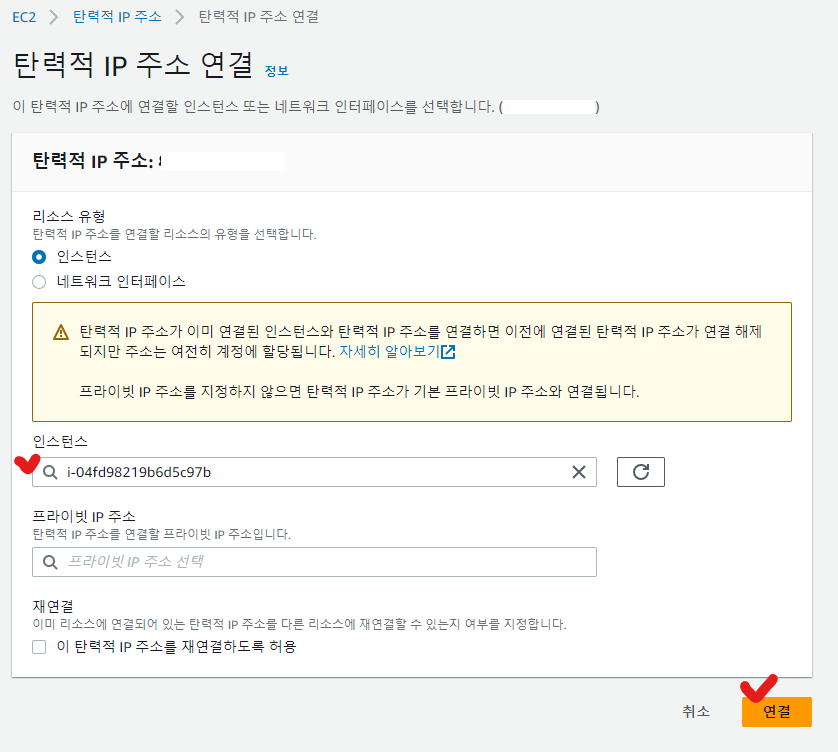 EC2 > 탄력적 IP 주소 > 탄력적 IP 주소 연결
탄력적 IP 주소 연결 정보
이 탄력적 IP 주소에 연결할 인스턴스 또는 네트워크 인터페이스를 선택합니다. ( )
탄력적 IP 주소:
리소스 유형
탄력적 IP 주소를 연결할 리소스의 유형을 선택합니다.
인스턴스
네트워크 인터페이스
탄력적 IP 주소가 이미 연결된 인스턴스와 탄력적 IP 주소를 연결하면 이전에 연결된 탄력적 IP 주소가 연결 해제
되지만 주소는 여전히 계정에 할당됩니다. 자세히 알아보기
프라이빗 IP 주소를 지정하지 않으면 탄력적 IP 주소가 기본 프라이빗 IP 주소와 연결됩니다.
인스턴스
i-04fd98219b6d5c97b
프라이빗 IP 주소
탄력적 IP 주소를 연결할 프라이빗 IP 주소입니다.
프라이빗 IP 주소 선택
재연결
이미 리소스에 연결되어 있는 탄력적 IP 주소를 다른 리소스에 재연결할 수 있는지 여부를 지정합니다.
이 탄력적 IP 주소를 재연결하도록 허용
취소 연결